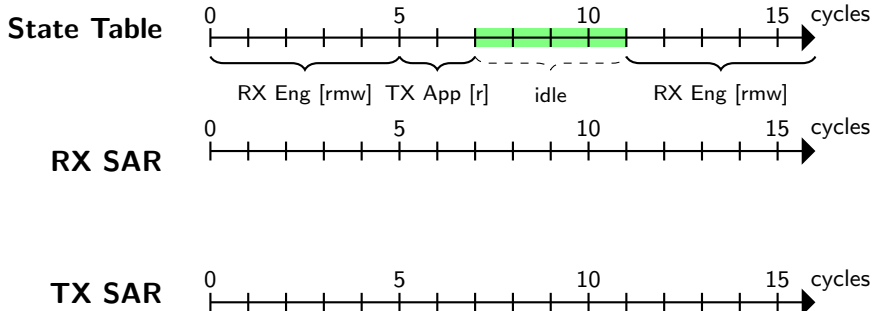 0 5 10 15 cycles
State Table
RX Eng [rmw] TX App [r] idle RX Eng [rmw]
0 5 10 15 cycles
RX SAR
0 5 10 15 cycles
TX SAR